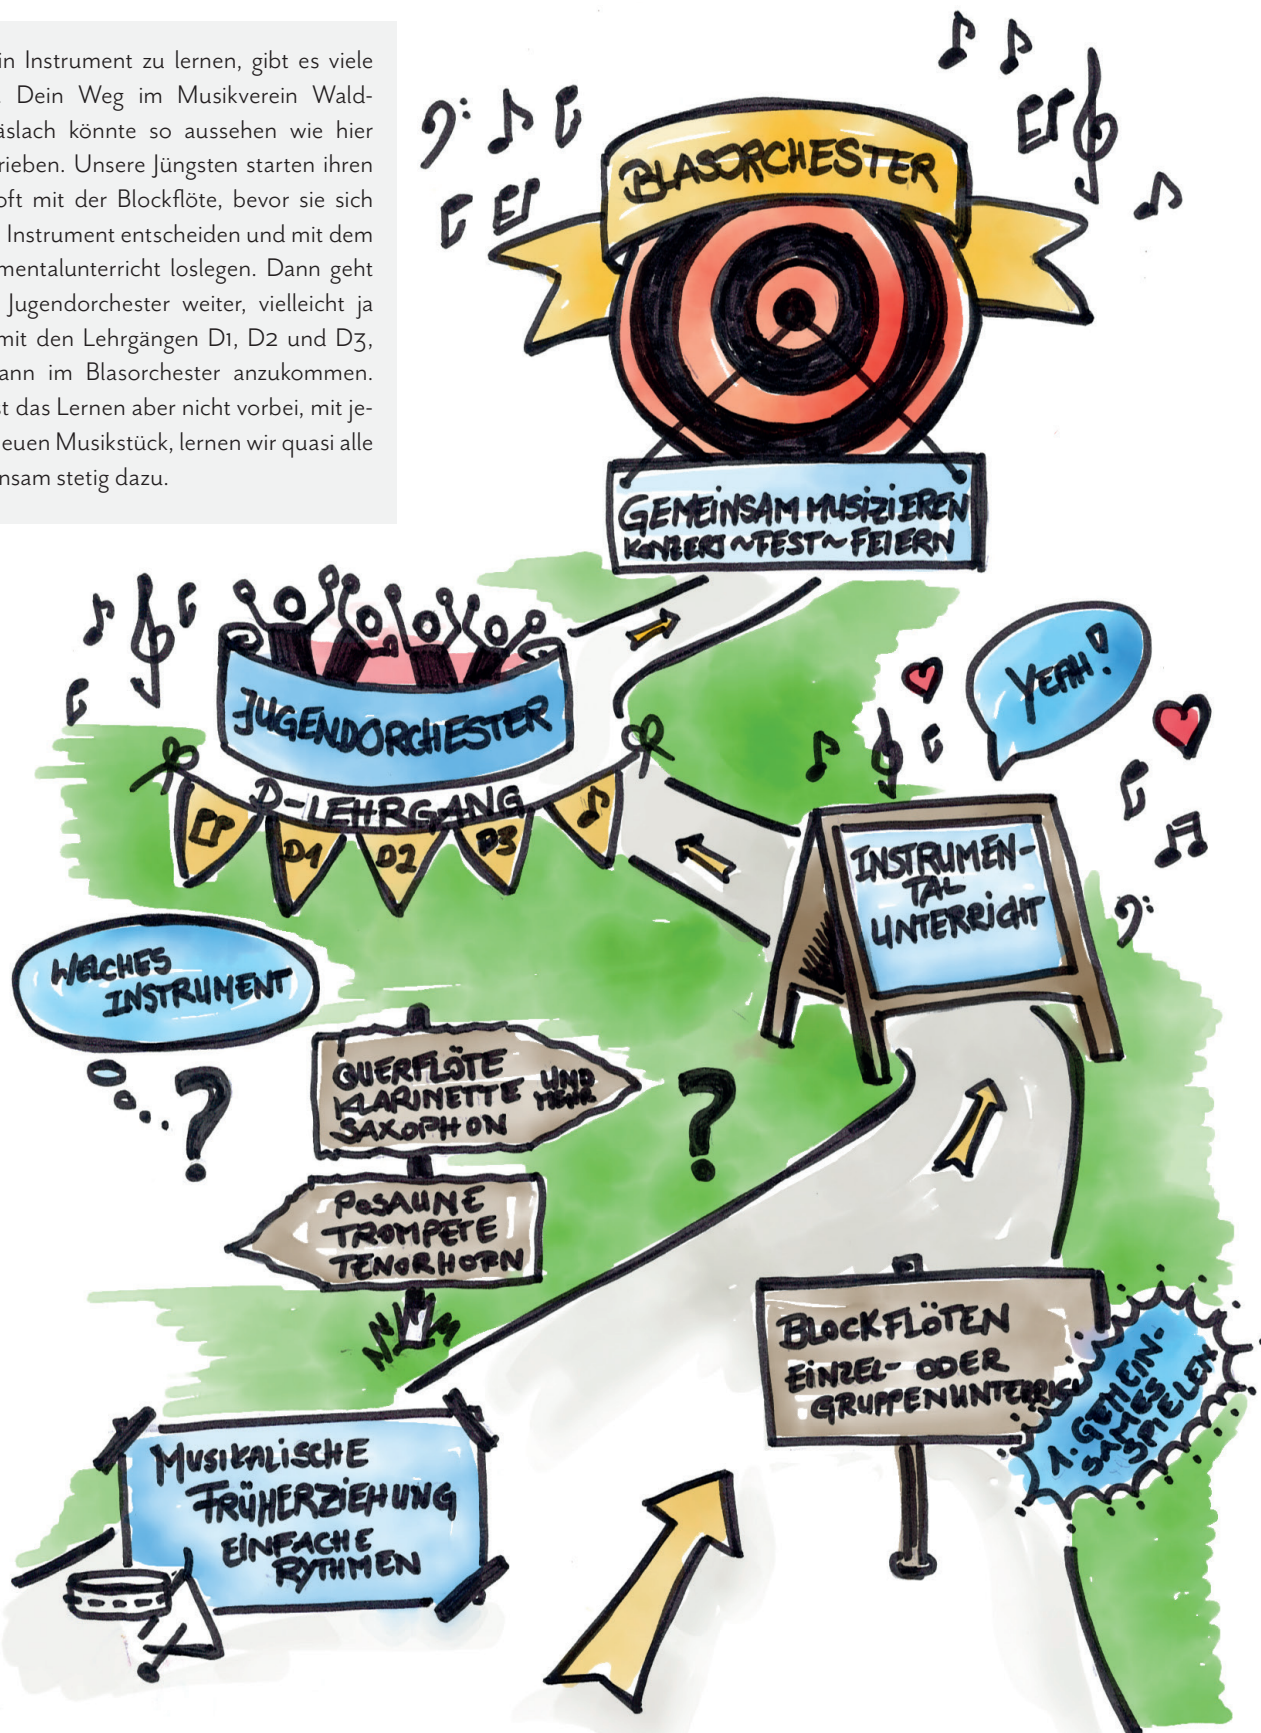 in Instrument zu lernen, gibt es viele
Dein Weg im Musikverein Wald-
äslach könnte so aussehen wie hier
rieben. Unsere Jüngsten starten ihren
oft mit der Blockflöte, bevor sie sich
Instrument entscheiden und mit dem
mentalunterricht loslegen. Dann geht
Jugendorchester weiter, vielleicht ja
mit den Lehrgängen D1, D2 und D3,
ann im Blasorchester anzukommen.
st das Lernen aber nicht vorbei, mit je-
neuen Musikstück, lernen wir quasi alle
nsam stetig dazu.
BLASORCHESTER
GEMEINSAM MUSIZIEREN
KONZERT ~ FEST ~ FEIERN
JUGENDORCHESTER
D-LEHRGANG
D1 D2 D3
YEAH!
INSTRUMEN-
TAL
UNTERRICHT
WELCHES
INSTRUMENT
?
QUERFLÖTE
KLARINETTE UND
SAXOPHON MEHR
?
POSAUNE
TROMPETE
TENORHORN
BLOCKFLÖTEN
EINZEL- ODER
GRUPPENUNTERRIC
1. GEMEIN-
SAMES
SPIELEN
MUSIKALISCHE
FRÜHERZIEHUNG
EINFACHE
RYTHMEN